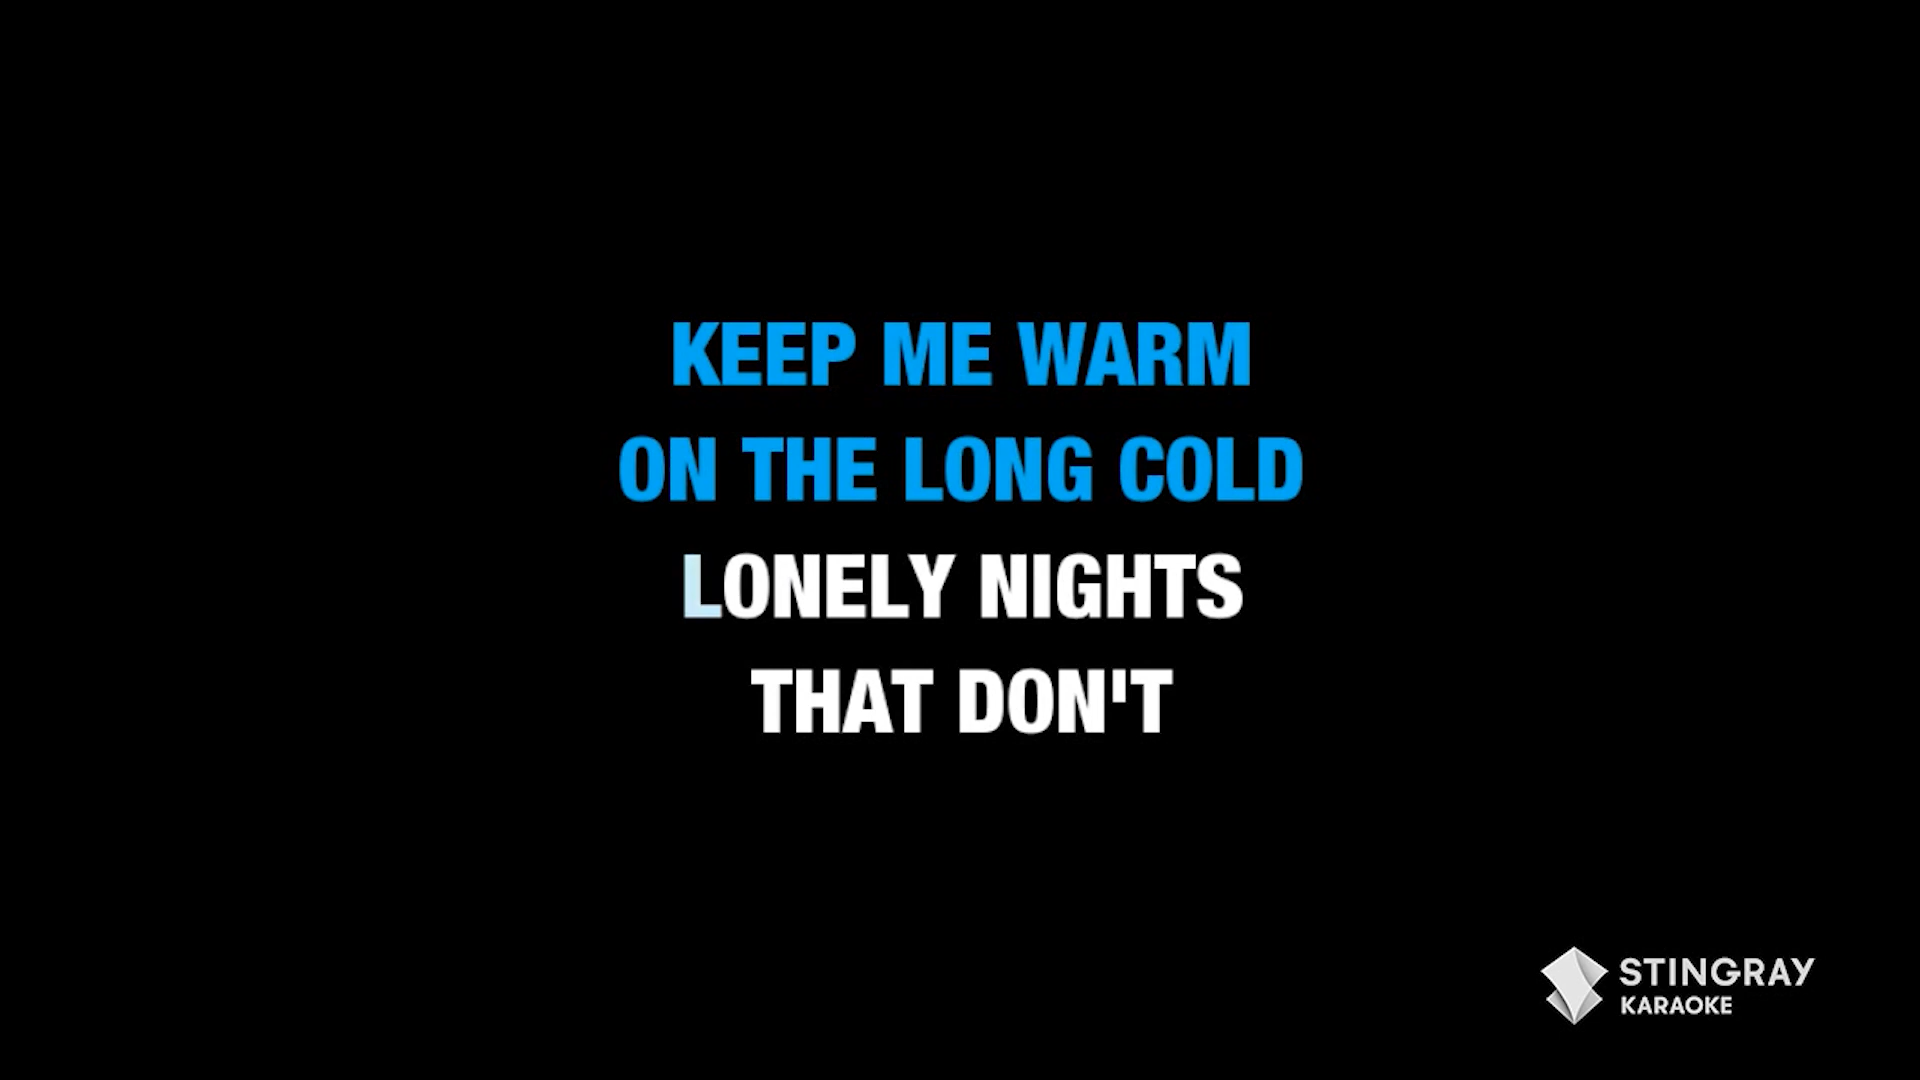 KEEP ME WARM
ON THE LONG COLD
LONELY NIGHTS
THAT DON'T
STINGRAY
KARAOKE